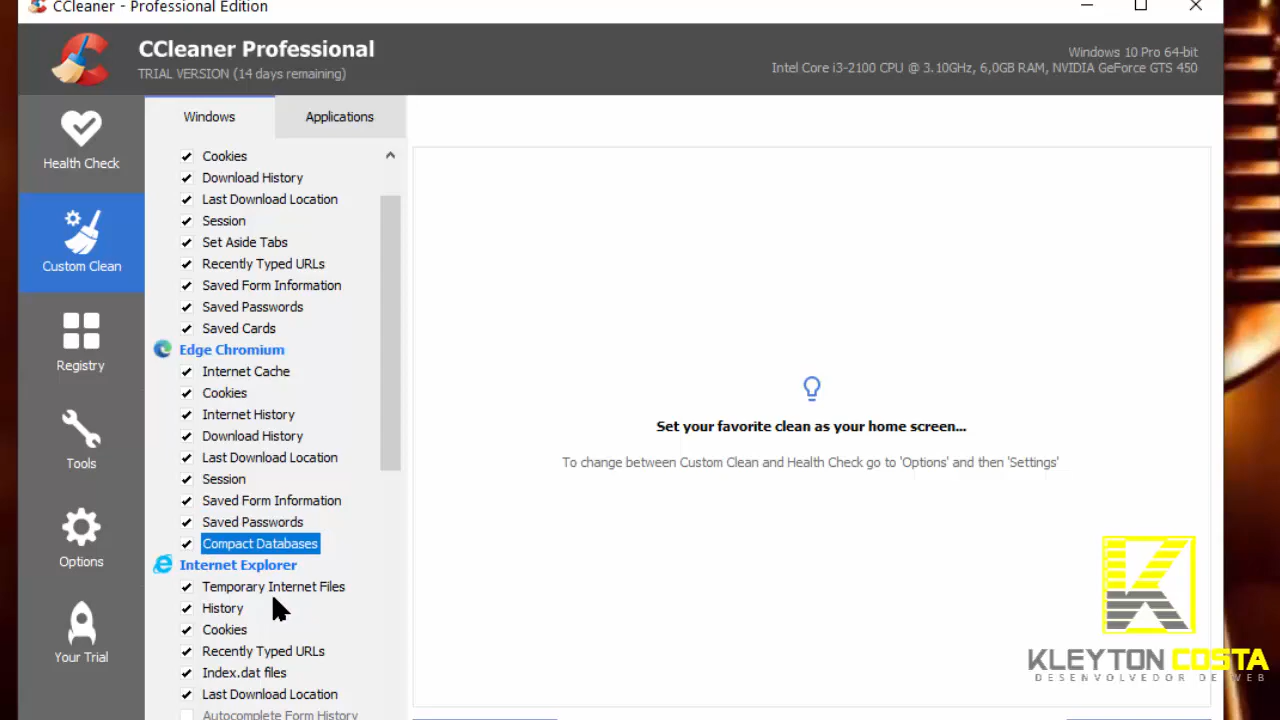 CCleaner - Professional Edition
CCleaner Professional
TRIAL VERSION (14 days remaining)
Windows 10 Pro 64-bit
Intel Core i3-2100 CPU @ 3.10GHz, 6,0GB RAM, NVIDIA GeForce GTS 450
Health Check
Custom Clean
Registry
Tools
Options
Your Trial
Windows
Applications
Cookies
Download History
Last Download Location
Session
Set Aside Tabs
Recently Typed URLs
Saved Form Information
Saved Passwords
Saved Cards
Edge Chromium
Internet Cache
Cookies
Internet History
Download History
Last Download Location
Session
Saved Form Information
Saved Passwords
Compact Databases
Internet Explorer
Temporary Internet Files
History
Cookies
Recently Typed URLs
Index.dat files
Last Download Location
Autocomplete Form History
Set your favorite clean as your home screen...
To change between Custom Clean and Health Check go to 'Options' and then 'Settings'
KLEYTON COSTA
DESENVOLVEDOR DE WEB